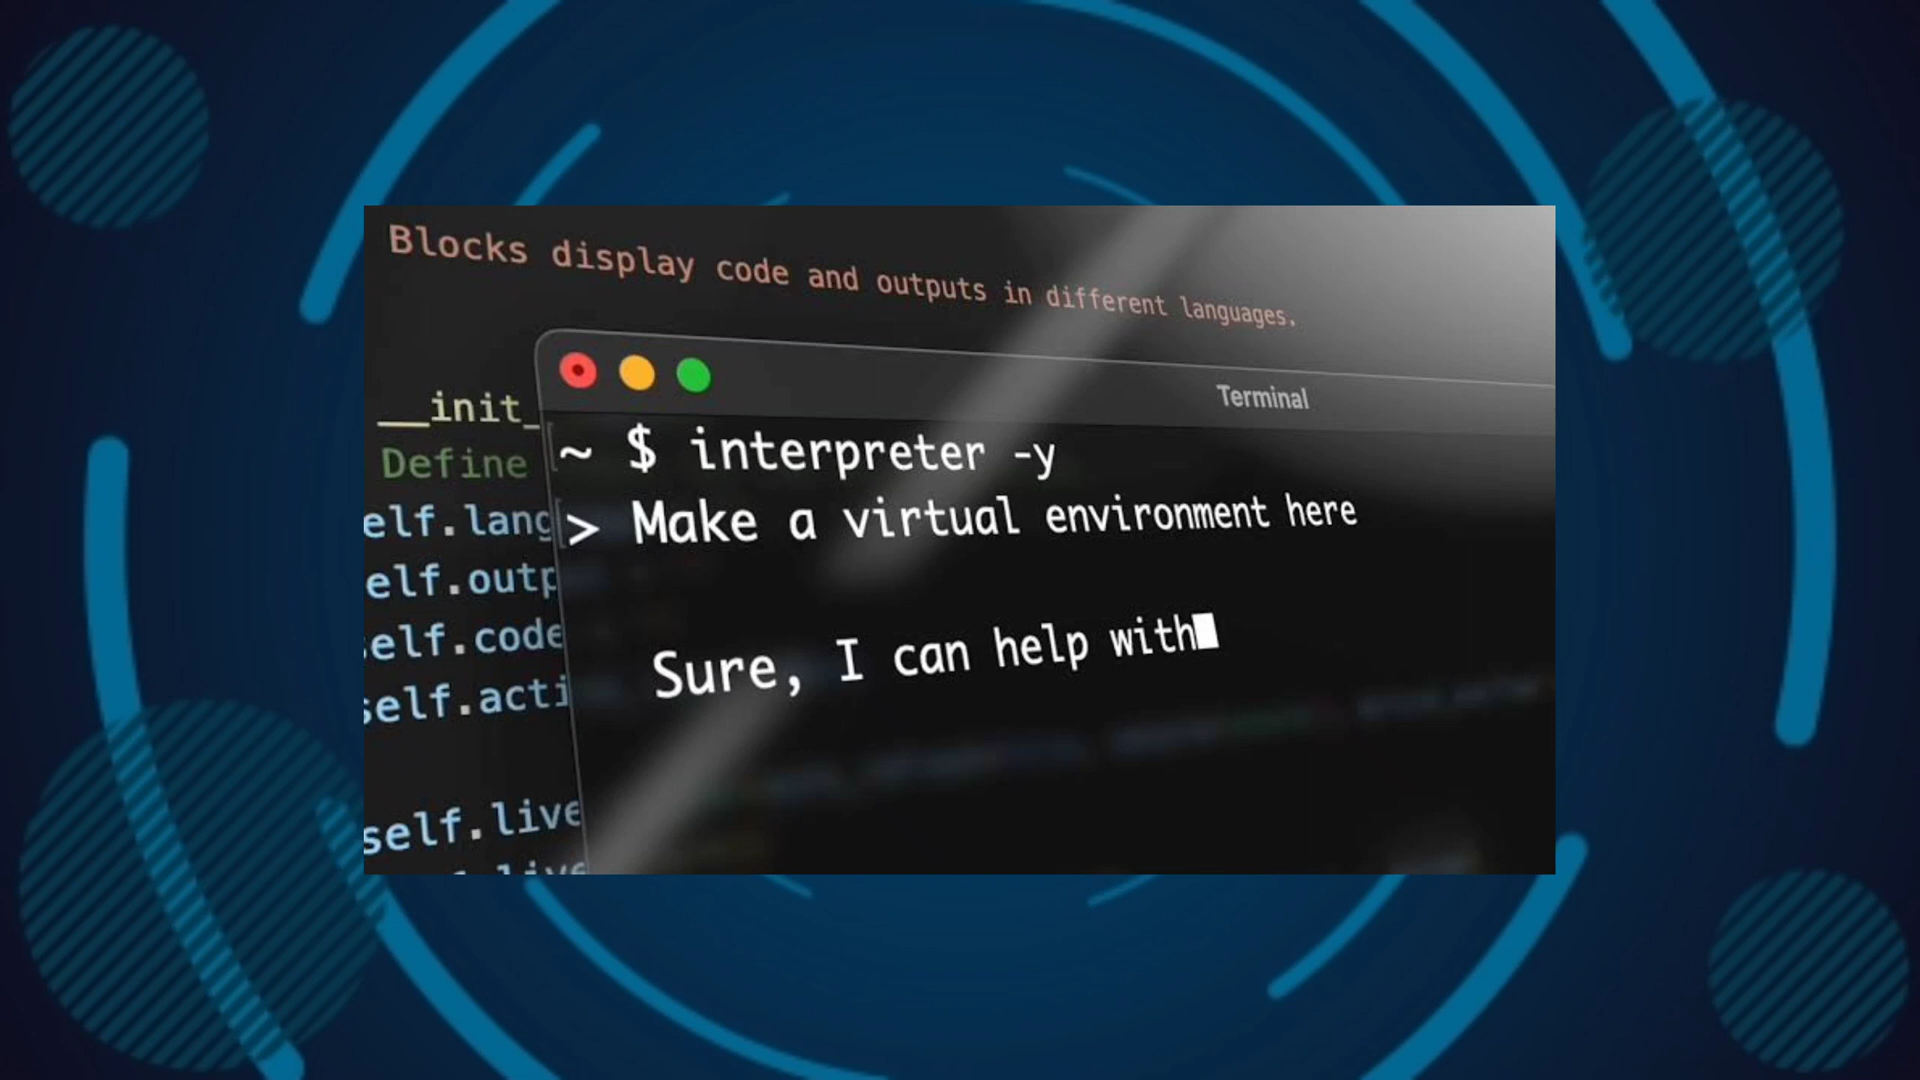 Blocks display code and outputs in different languages.
Terminal
__init_
Define
~ $ interpreter -y
> Make a virtual environment here
elf.lang
elf.outp
self.code
Sure, I can help with
self.acti
self.live